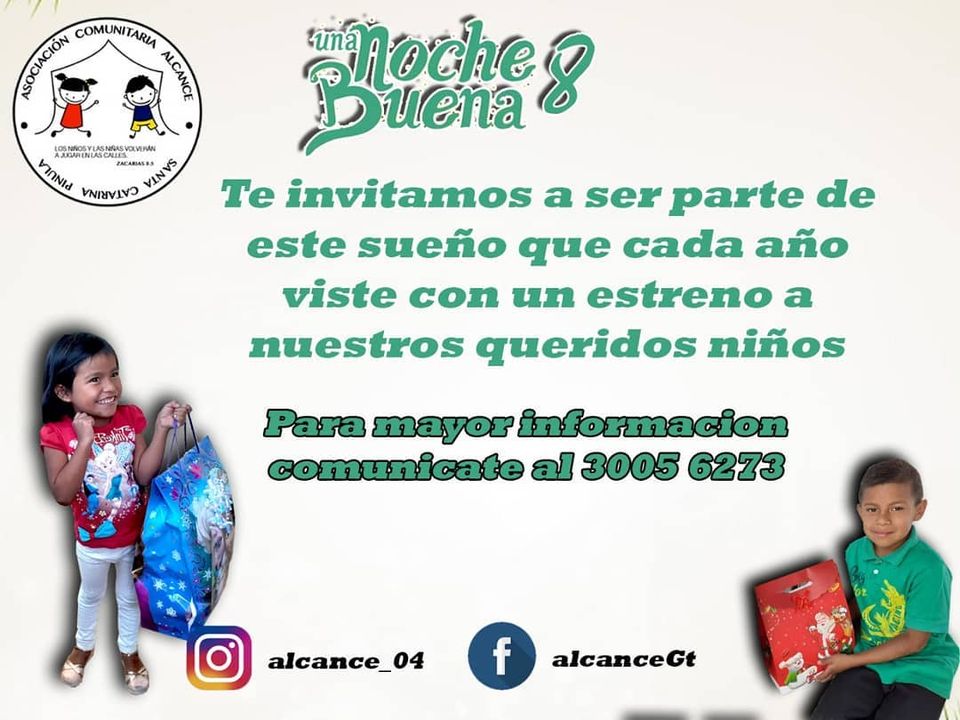 ASOCIACIÓN COMUNITARIA ALCANCE
LOS NIÑOS Y LAS NIÑAS VOLVERÁN
A JUGAR EN LAS CALLES.
ZACARIAS 8.5
SANTA CATARINA PINULA
una noche
Buena 8
Te invitamos a ser parte de
este sueño que cada año
viste con un estreno a
nuestros queridos niños
Para mayor informacion
comunicate al 3005 6273
alcance_04
alcanceGt